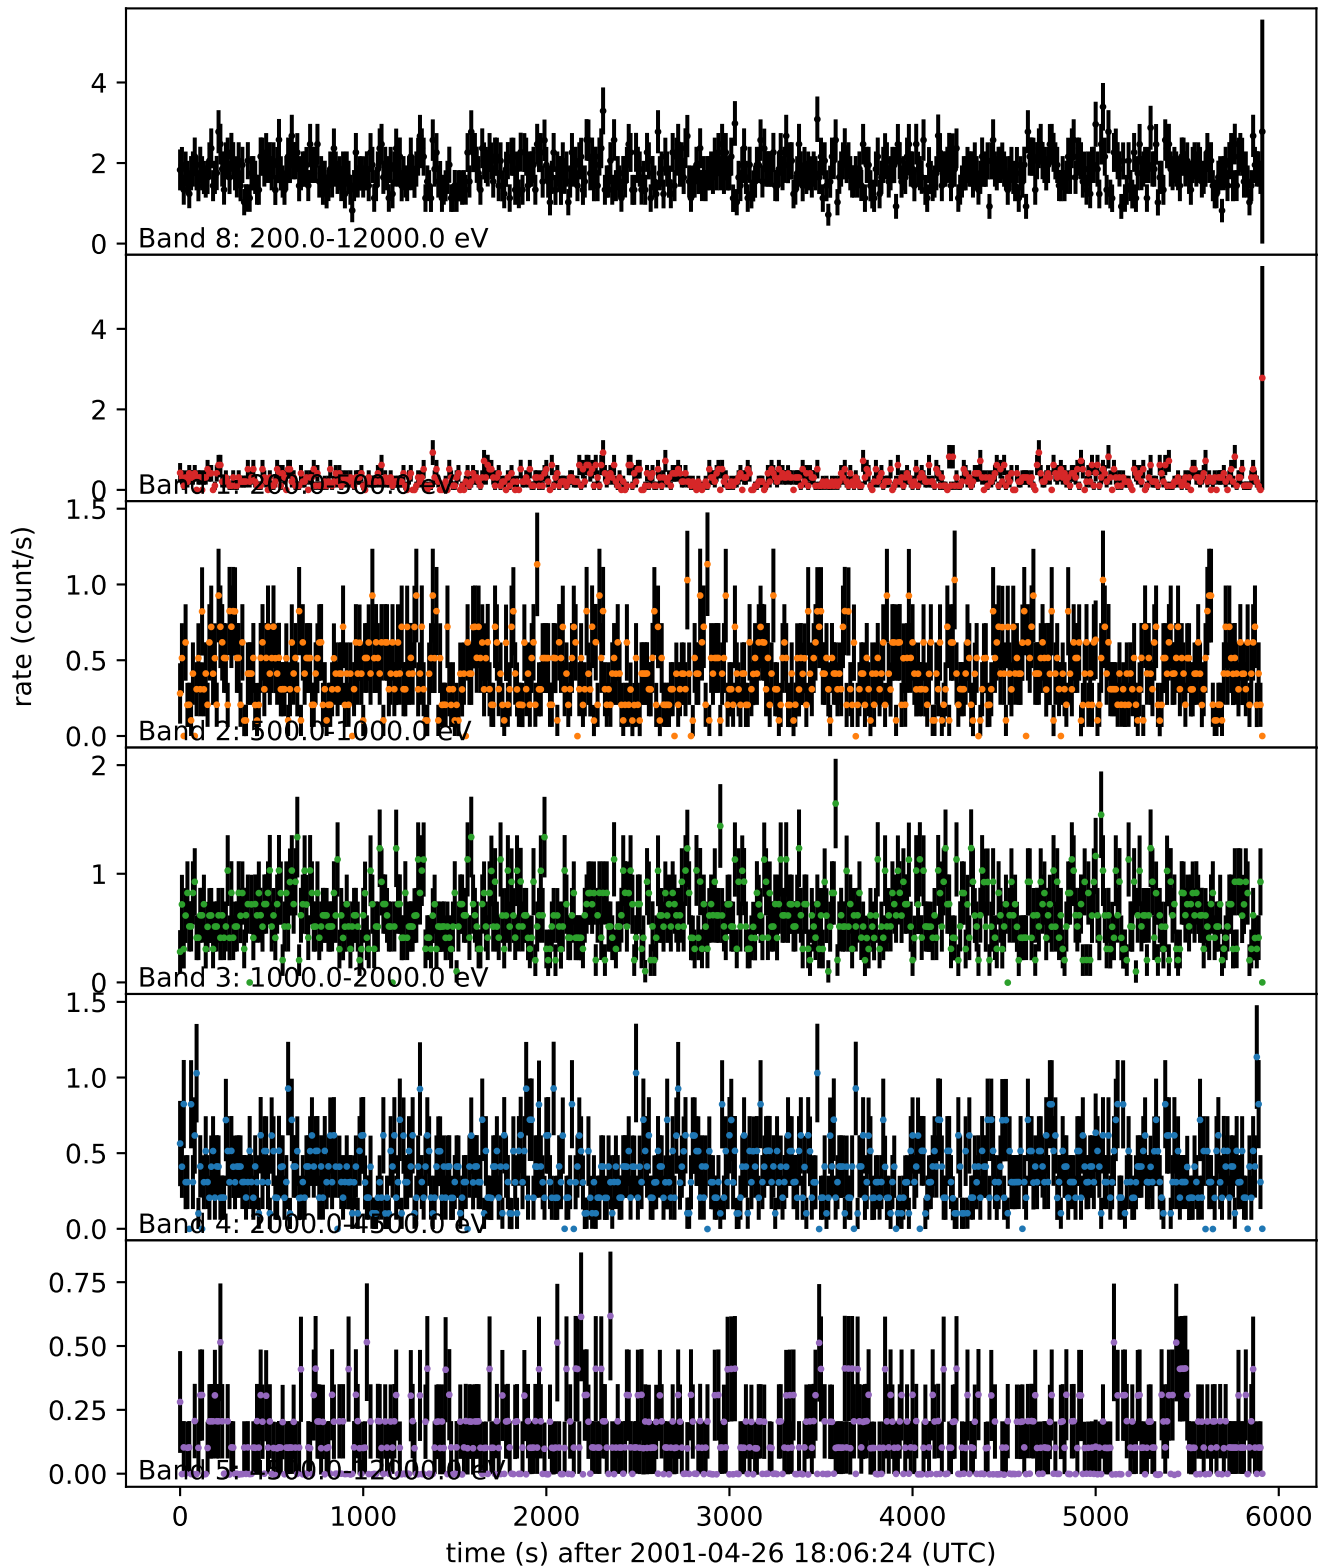 4
2
0
Band 8: 200.0-12000.0 eV
4
2
0
Band 1: 200.0-500.0 eV
1.5
1.0
0.5
0.0
Band 2: 500.0-1000.0 eV
rate (count/s)
2
1
0
Band 3: 1000.0-2000.0 eV
1.5
1.0
0.5
0.0
Band 4: 2000.0-4500.0 eV
0.75
0.50
0.25
0.00
Band 5: 4500.0-12000.0 eV
0 1000 2000 3000 4000 5000 6000
time (s) after 2001-04-26 18:06:24 (UTC)